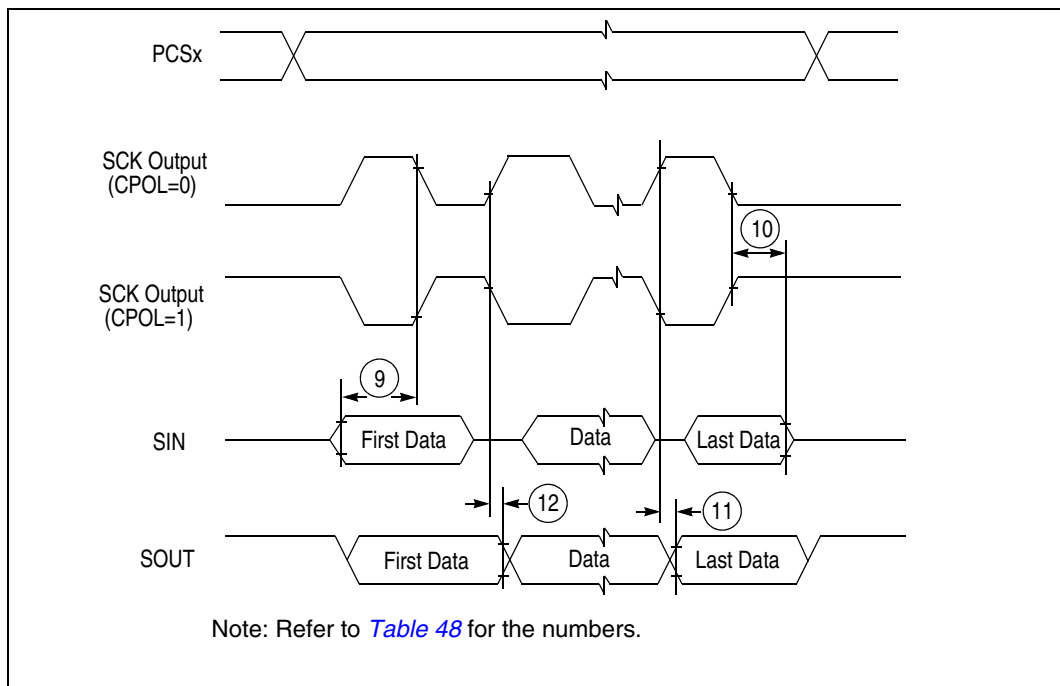 PCSx
SCK Output
(CPOL=0)
10
SCK Output
(CPOL=1)
9
SIN
First Data
Data
Last Data
12
11
SOUT
First Data
Data
Last Data
Note: Refer to Table 48 for the numbers.